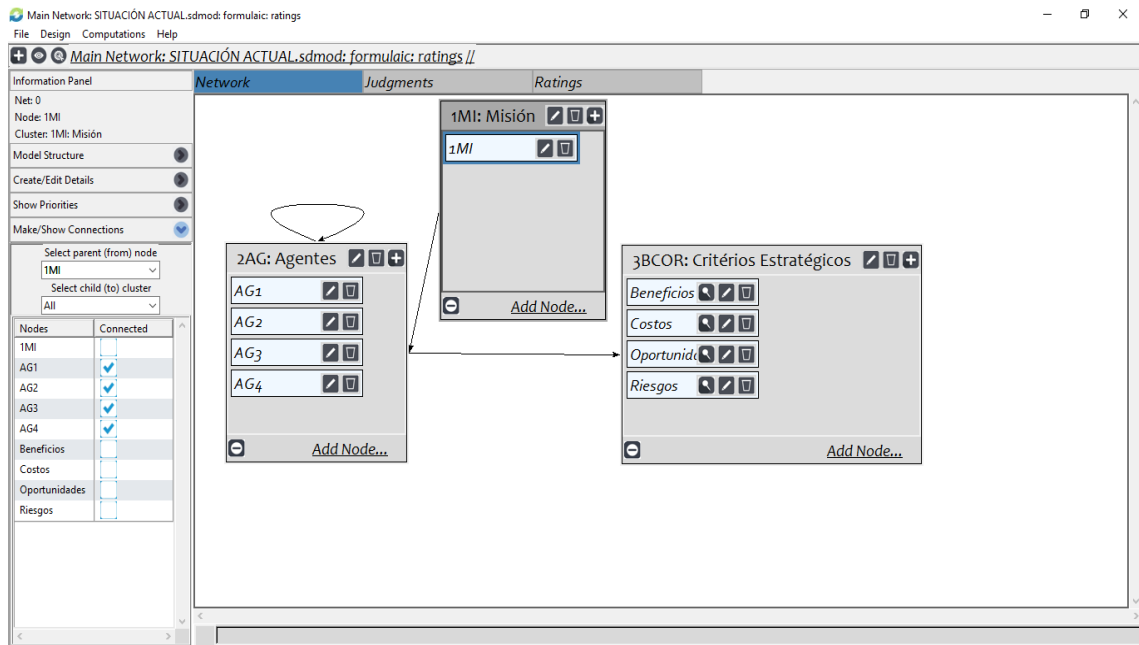 Main Network: SITUACIÓN ACTUAL.sdmod: formulaic: ratings
File Design Computations Help
Main Network: SITUACIÓN ACTUAL.sdmod: formulaic: ratings //
Information Panel
Net: 0
Node: 1MI
Cluster: 1MI: Misión
Model Structure
Create/Edit Details
Show Priorities
Make/Show Connections
Select parent (from) node
1MI
Select child (to) cluster
All
Nodes Connected
1MI
AG1
AG2
AG3
AG4
Beneficios
Costos
Oportunidades
Riesgos
Network Judgments Ratings
1MI: Misión
1MI
Add Node...
2AG: Agentes
AG1
AG2
AG3
AG4
Add Node...
3BCOR: Critérios Estratégicos
Beneficios
Costos
Oportunid
Riesgos
Add Node...